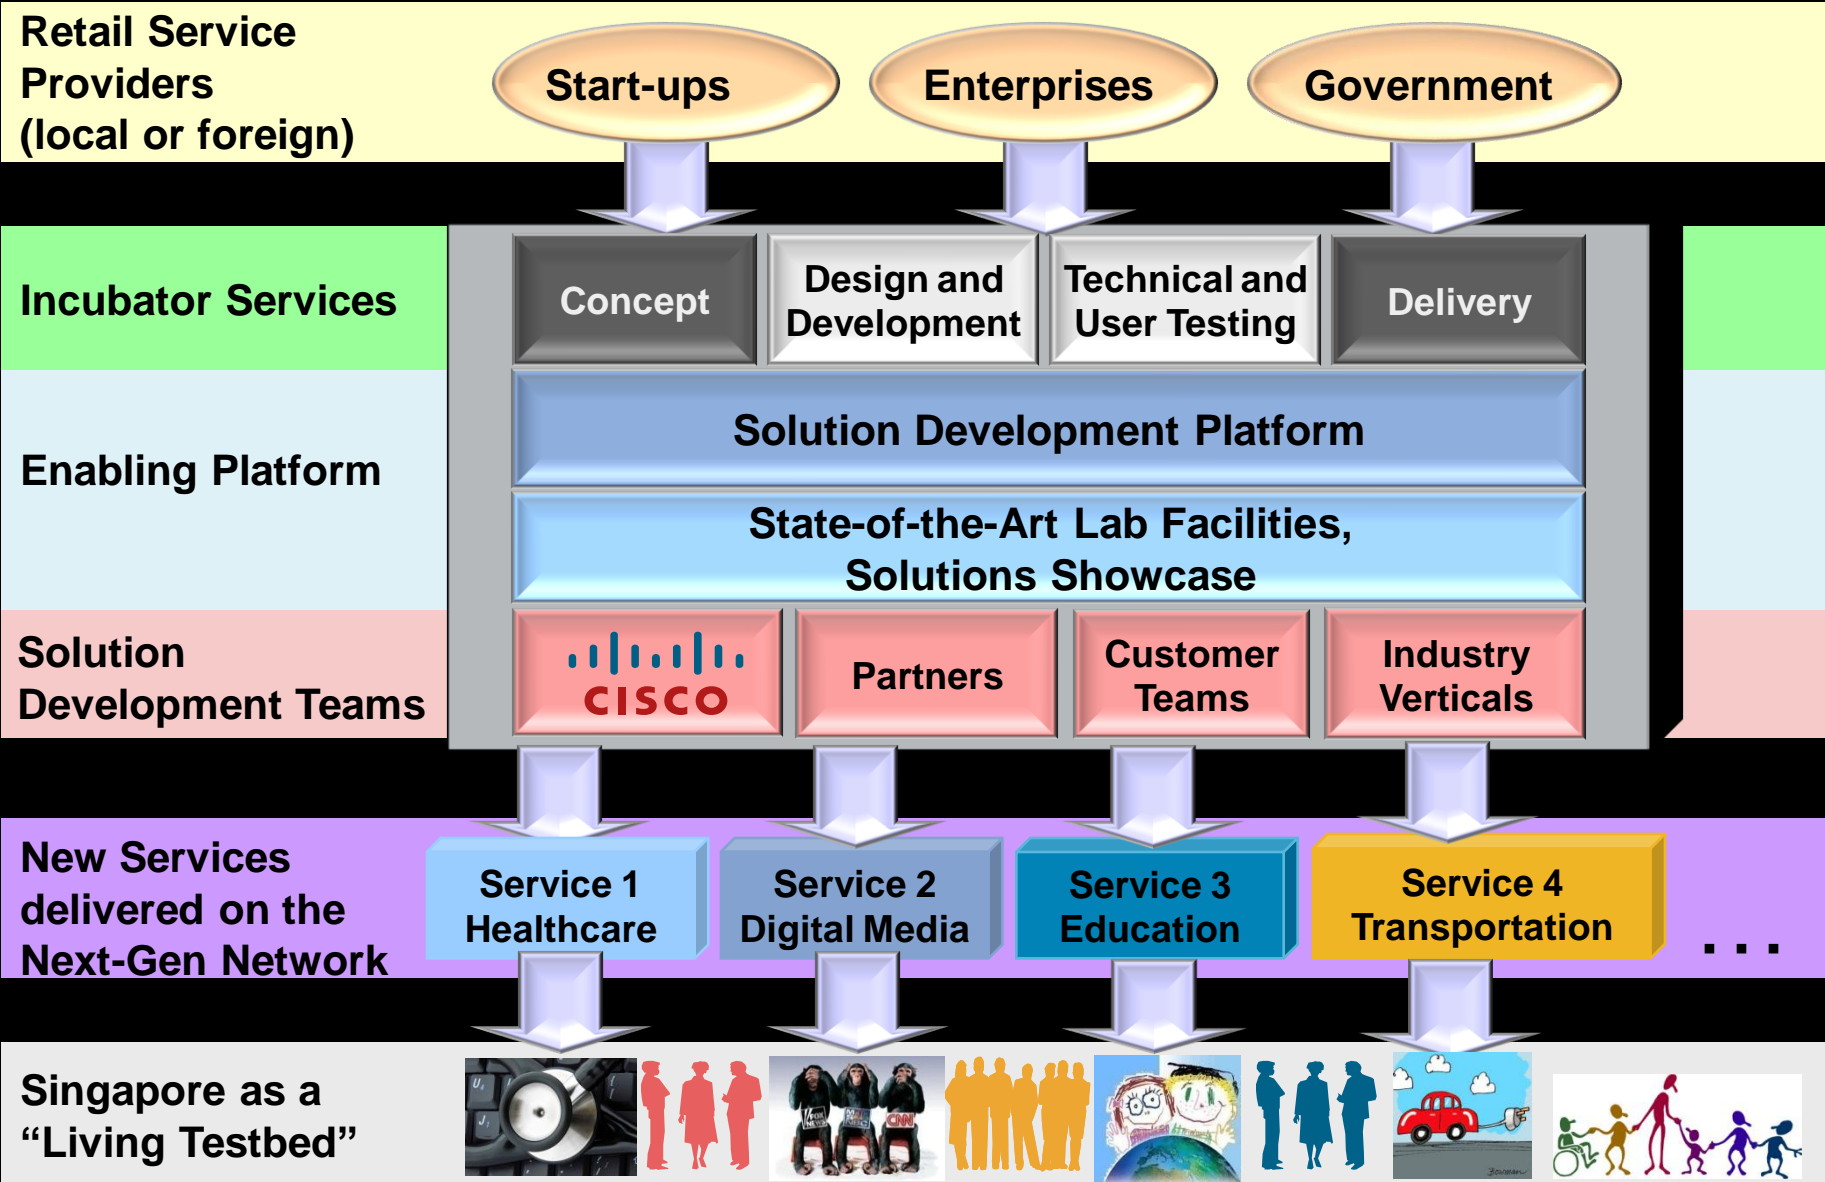 Retail Service
Providers
(local or foreign)
Start-ups
Enterprises
Government
Incubator Services
Concept
Design and
Development
Technical and
User Testing
Delivery
Enabling Platform
Solution Development Platform
State-of-the-Art Lab Facilities,
Solutions Showcase
Solution
Development Teams
CISCO
Partners
Customer
Teams
Industry
Verticals
New Services
delivered on the
Next-Gen Network
Service 1
Healthcare
Service 2
Digital Media
Service 3
Education
Service 4
Transportation
...
Singapore as a
“Living Testbed”
CNN
Bowman